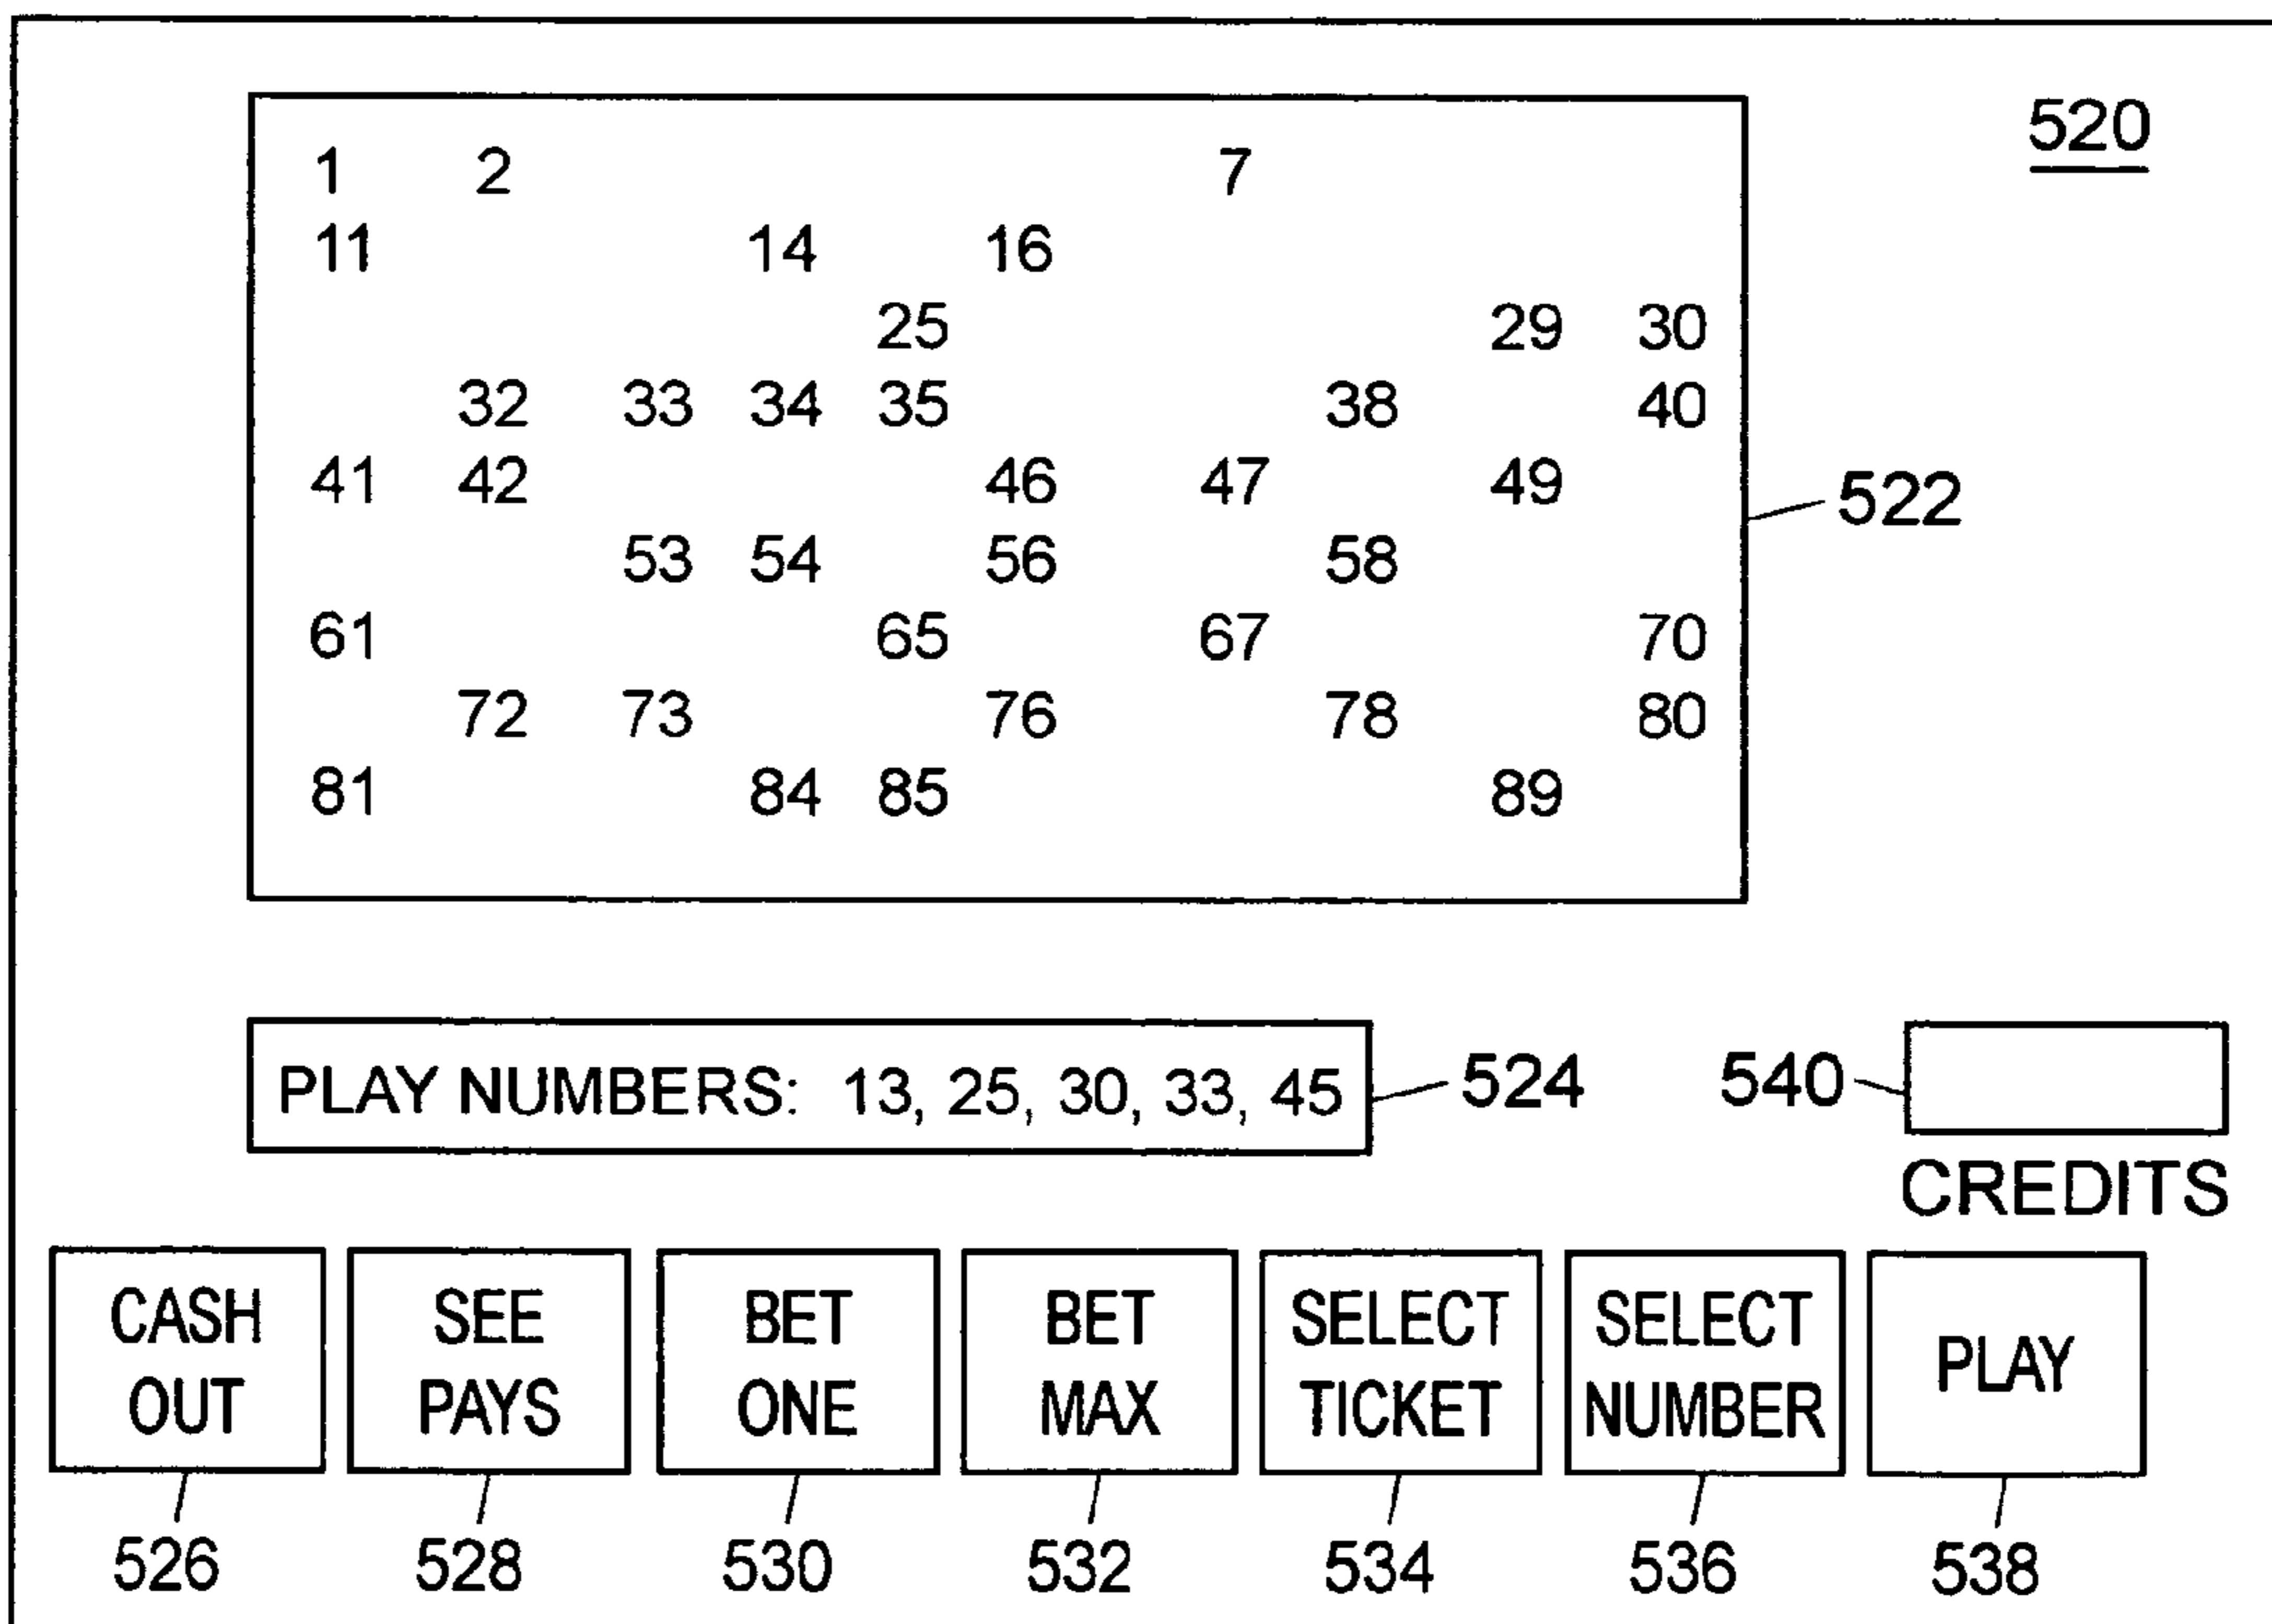 520
1 2 7
11 14 16
25 29 30
32 33 34 35 38 40
41 42 46 47 49
522
53 54 56 58
61 65 67 70
72 73 76 78 80
81 84 85 89
PLAY NUMBERS: 13, 25, 30, 33, 45
524
540
CREDITS
CASH
OUT
SEE
PAYS
BET
ONE
BET
MAX
SELECT
TICKET
SELECT
NUMBER
PLAY
526 528 530 532 534 536 538